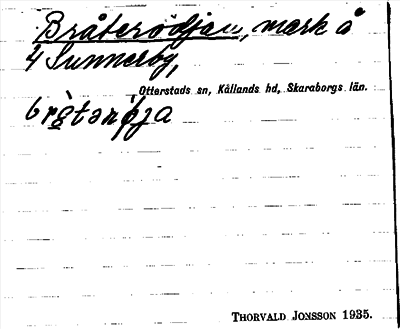 Bråterödjan, mark å
4 Sunnerby,
Otterstads sn, Kållands hd, Skaraborgs län.
THORVALD JONSSON 1935.